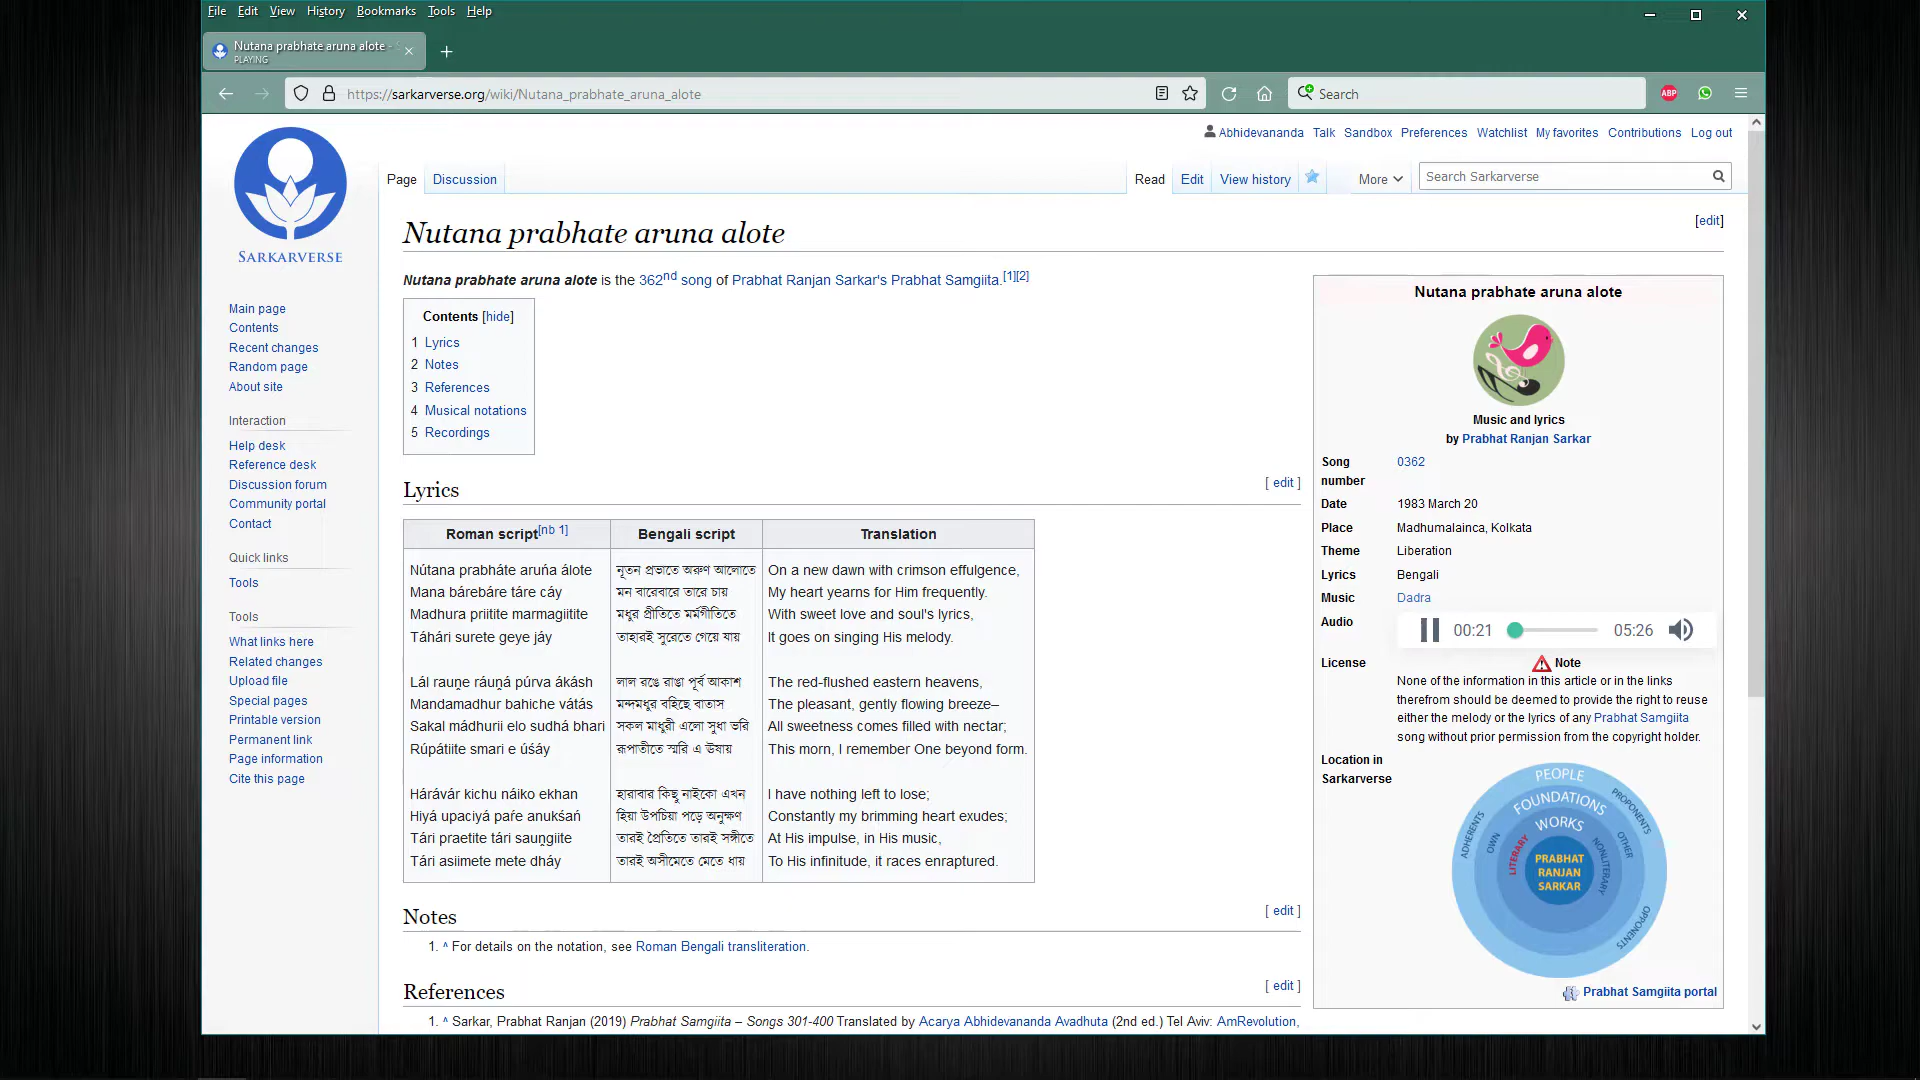 File Edit View History Bookmarks Tools Help
Nutana prabhate aruna alote - S
PLAYING
https://sarkarverse.org/wiki/Nutana_prabhate_aruna_alote
Search
ABP
Abhidevananda Talk Sandbox Preferences Watchlist My favorites Contributions Log out
Page Discussion Read Edit View history More Search Sarkarverse
SARKARVERSE
Main page
Contents
Recent changes
Random page
About site
Interaction
Help desk
Reference desk
Discussion forum
Community portal
Contact
Quick links
Tools
Tools
What links here
Related changes
Upload file
Special pages
Printable version
Permanent link
Page information
Cite this page
Nutana prabhate aruna alote
[edit]
Nutana prabhate aruna alote is the 362nd song of Prabhat Ranjan Sarkar's Prabhat Samgiita.[1][2]
Contents [hide]
1 Lyrics
2 Notes
3 References
4 Musical notations
5 Recordings
Lyrics
[ edit ]
Roman script[nb 1] Bengali script Translation
Nútana prabháte aruńa álote নূতন প্রভাতে অরুণ আলোতে On a new dawn with crimson effulgence,
Mana bárebáre táre cáy মন বারেবারে তারে চায় My heart yearns for Him frequently.
Madhura priitite marmagiitite মধুর প্রীতিতে মর্মগীতিতে With sweet love and soul's lyrics,
Táhári surete geye jáy তাহারই সুরেতে গেয়ে যায় It goes on singing His melody.
Lál rauṋe ráuṋá púrva ákásh লাল রঙে রাঙা পূর্ব আকাশ The red-flushed eastern heavens,
Mandamadhur bahiche vátás মন্দমধুর বহিছে বাতাস The pleasant, gently flowing breeze–
Sakal mádhurii elo sudhá bhari সকল মাধুরী এলো সুধা ভরি All sweetness comes filled with nectar;
Rúpátiite smari e úśáy রূপাতীতে স্মরি এ ঊষায় This morn, I remember One beyond form.
Hárávár kichu náiko ekhan হারাবার কিছু নাইকো এখন I have nothing left to lose;
Hiyá upaciyá paŕe anukśań হিয়া উপচিয়া পড়ে অনুক্ষণ Constantly my brimming heart exudes;
Tári praetite tári sauṋgiite তারই প্রৈতিতে তারই সঙ্গীতে At His impulse, in His music,
Tári asiimete mete dháy তারই অসীমেতে মেতে ধায় To His infinitude, it races enraptured.
Notes
[ edit ]
1. ^ For details on the notation, see Roman Bengali transliteration.
References
[ edit ]
1. ^ Sarkar, Prabhat Ranjan (2019) Prabhat Samgiita – Songs 301-400 Translated by Acarya Abhidevananda Avadhuta (2nd ed.) Tel Aviv: AmRevolution,
Nutana prabhate aruna alote
Music and lyrics
by Prabhat Ranjan Sarkar
Song number 0362
Date 1983 March 20
Place Madhumalainca, Kolkata
Theme Liberation
Lyrics Bengali
Music Dadra
Audio 00:21 05:26
License Note
None of the information in this article or in the links
therefrom should be deemed to provide the right to reuse
either the melody or the lyrics of any Prabhat Samgiita
song without prior permission from the copyright holder.
Location in
Sarkarverse
PEOPLE
FOUNDATIONS
WORKS
ADHERENTS
PROPONENTS
OPPONENTS
OWN
OTHER
LITERARY
NONLITERARY
PRABHAT
RANJAN
SARKAR
Prabhat Samgiita portal